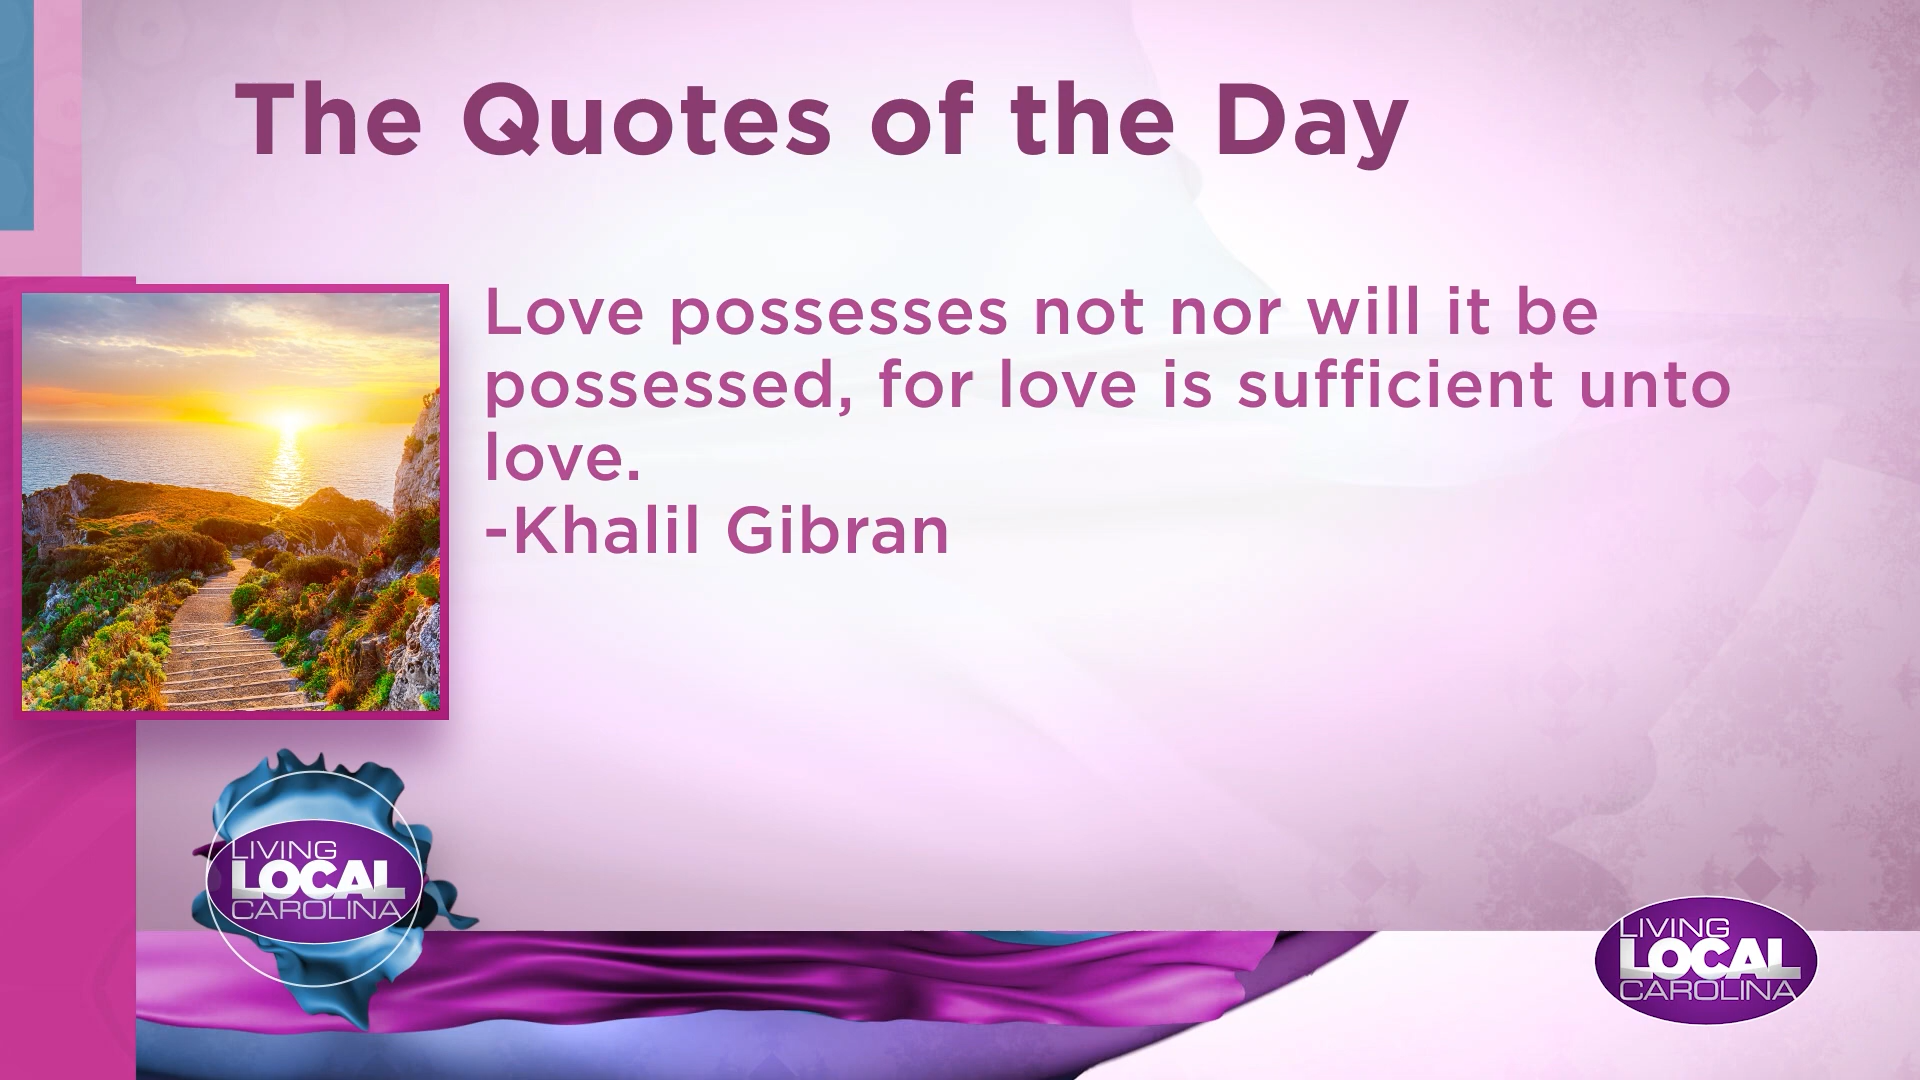 The Quotes of the Day
Love possesses not nor will it be
possessed, for love is sufficient unto
love.
-Khalil Gibran
LIVING
LOCAL
CAROLINA
LIVING
LOCAL
CAROLINA